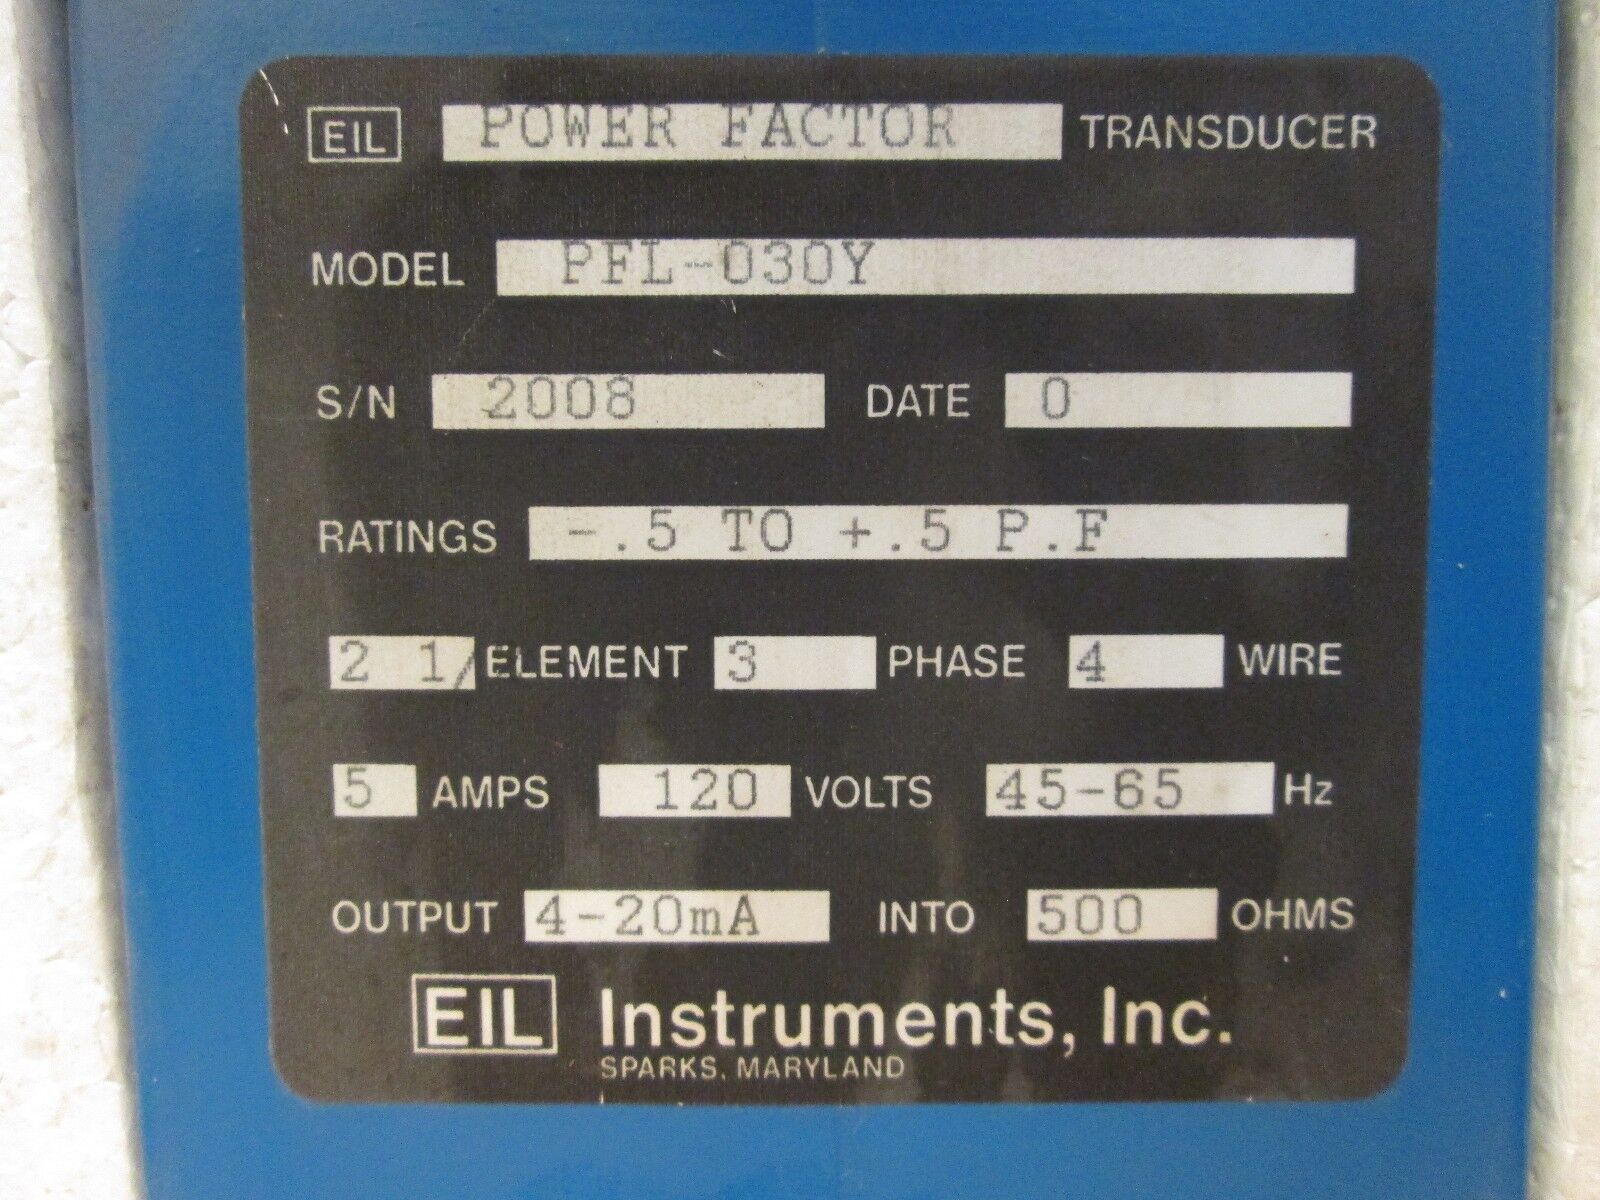 EIL POWER FACTOR TRANSDUCER
MODEL PFL-030Y
S/N 2008 DATE 0
RATINGS -.5 TO +.5 P.F
2 1/ ELEMENT 3 PHASE 4 WIRE
5 AMPS 120 VOLTS 45-65 Hz
OUTPUT 4-20mA INTO 500 OHMS
EIL Instruments, Inc.
SPARKS, MARYLAND